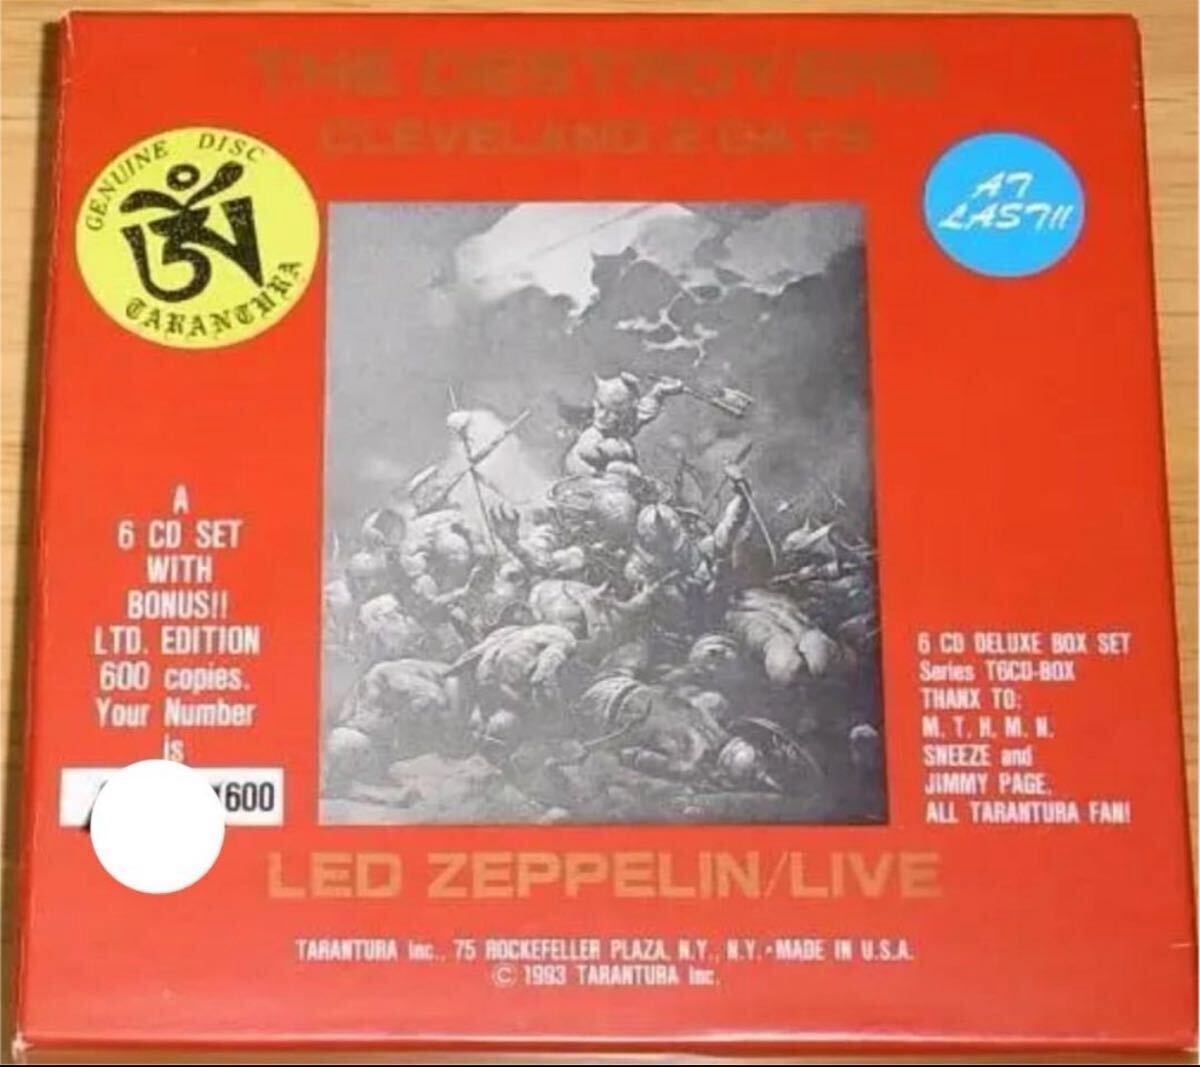 THE DESTROYERS
CLEVELAND 2 DAYS
GENUINE DISC
TARANTURA
AT
LAST!!
A
6 CD SET
WITH
BONUS!!
LTD. EDITION
600 copies.
Your Number
is
/600
6 CD DELUXE BOX SET
Series T6CD-BOX
THANX TO:
M. T. H. M. N.
SNEEZE and
JIMMY PAGE.
ALL TARANTURA FAN!
LED ZEPPELIN/LIVE
TARANTURA Inc., 75 ROCKEFELLER PLAZA, N.Y., N.Y. • MADE IN U.S.A.
© 1993 TARANTURA Inc.